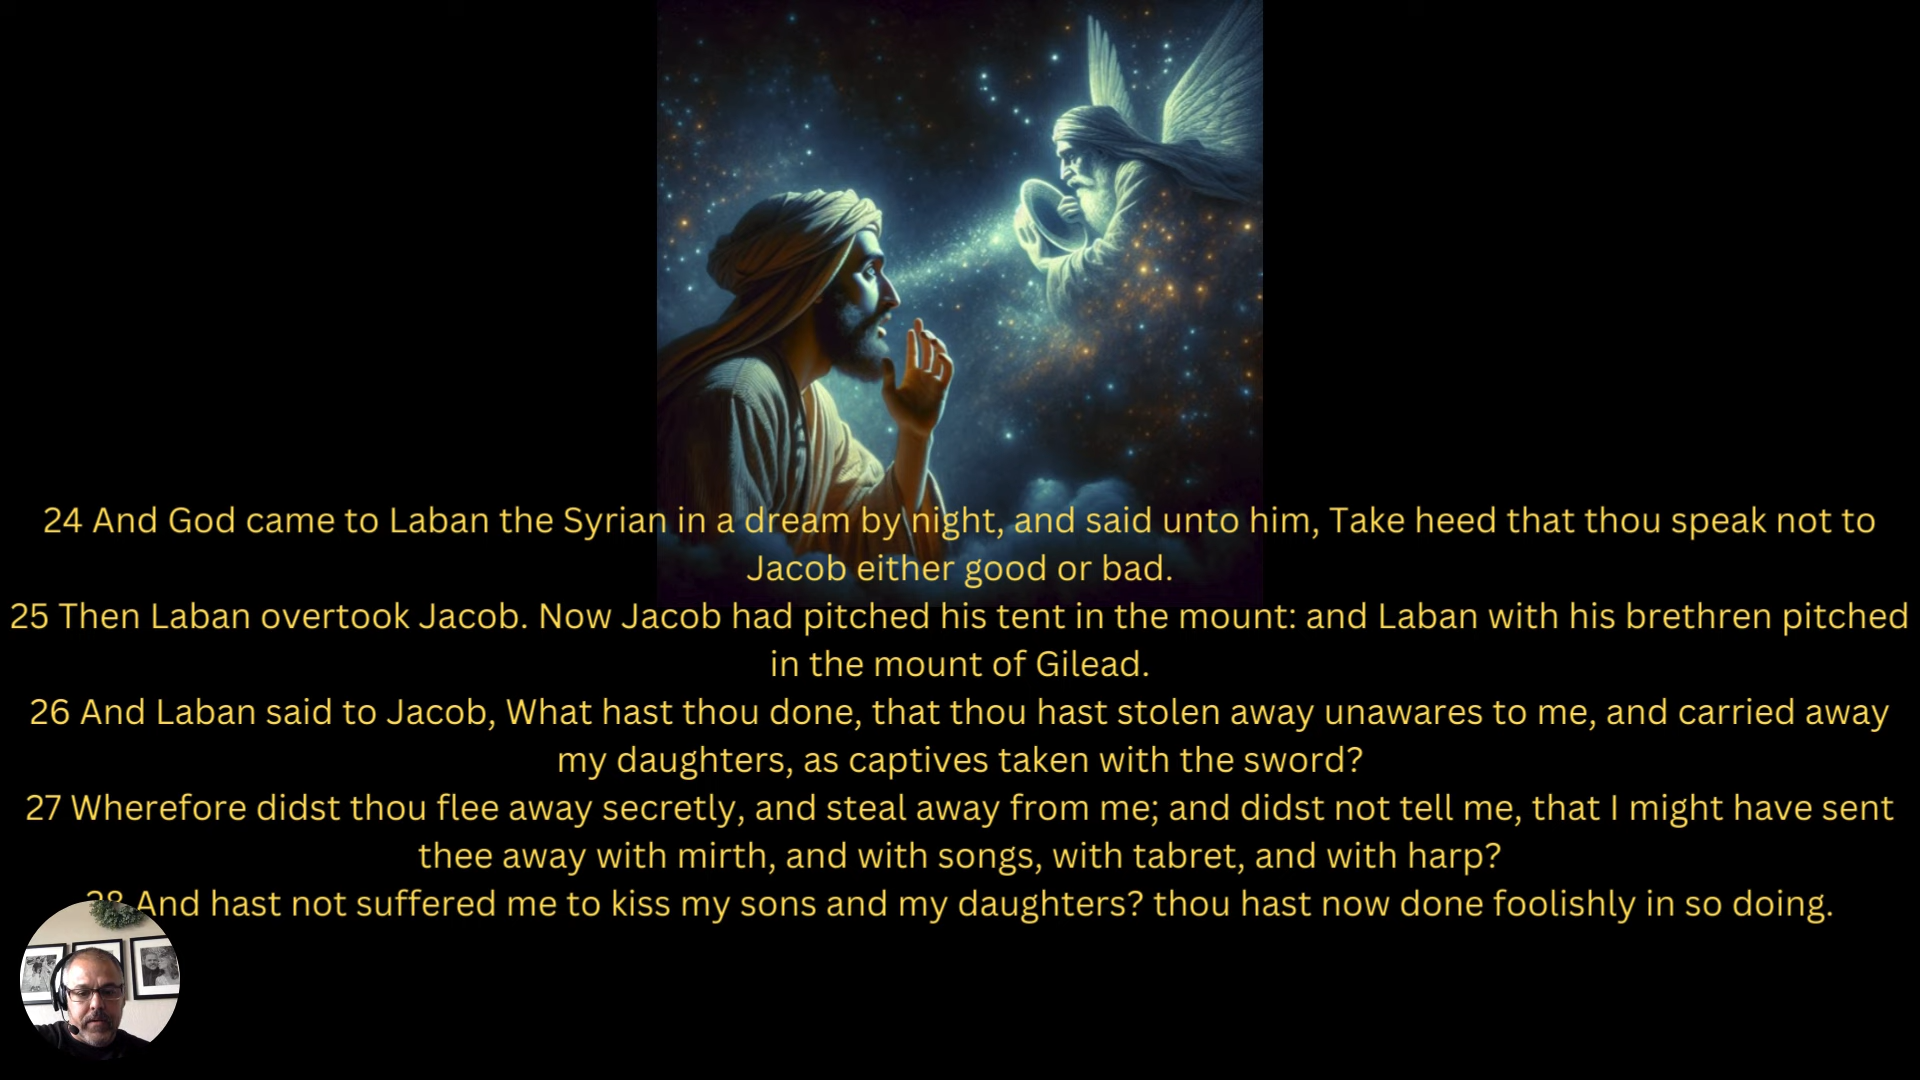 24 And God came to Laban the Syrian in a dream by night, and said unto him, Take heed that thou speak not to
Jacob either good or bad.
25 Then Laban overtook Jacob. Now Jacob had pitched his tent in the mount: and Laban with his brethren pitched
in the mount of Gilead.
26 And Laban said to Jacob, What hast thou done, that thou hast stolen away unawares to me, and carried away
my daughters, as captives taken with the sword?
27 Wherefore didst thou flee away secretly, and steal away from me; and didst not tell me, that I might have sent
thee away with mirth, and with songs, with tabret, and with harp?
28 And hast not suffered me to kiss my sons and my daughters? thou hast now done foolishly in so doing.